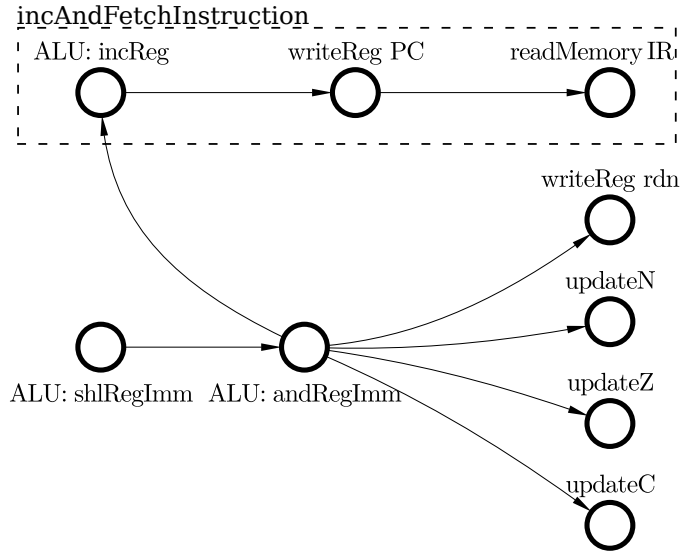 incAndFetchInstruction
ALU: incReg
writeReg PC
readMemory IR
writeReg rdn
updateN
ALU: shlRegImm
ALU: andRegImm
updateZ
updateC